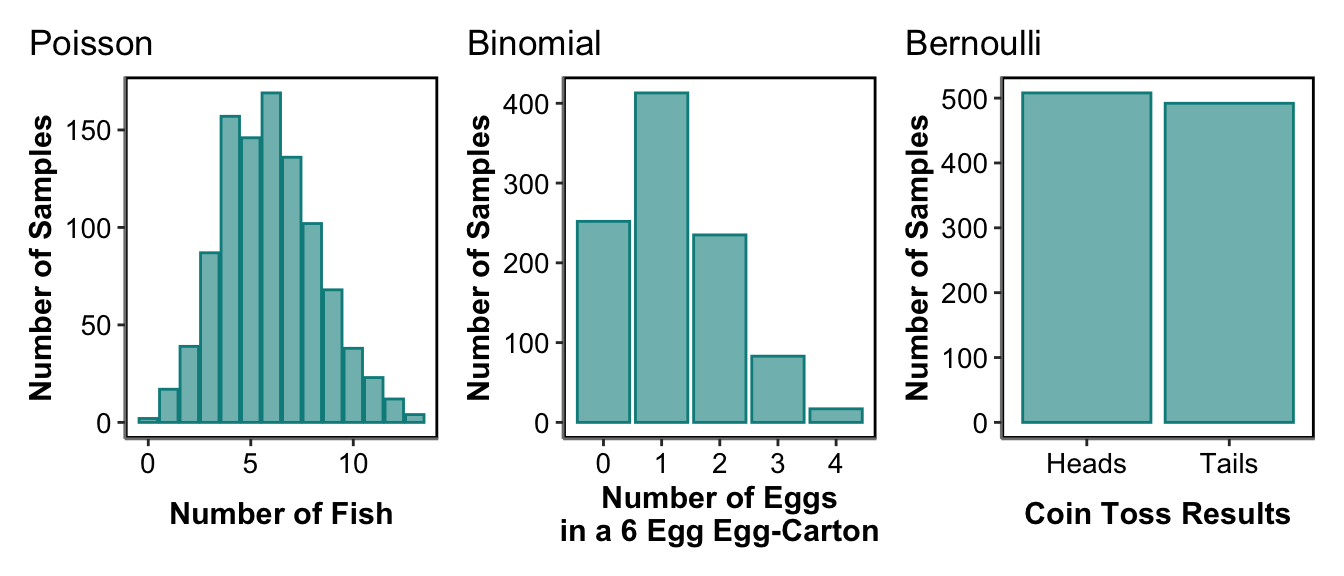 Poisson
Number of Samples
150
100
50
0
0 5 10
Number of Fish
Binomial
Number of Samples
400
300
200
100
0
0 1 2 3 4
Number of Eggs
in a 6 Egg Egg-Carton
Bernoulli
Number of Samples
500
400
300
200
100
0
Heads Tails
Coin Toss Results